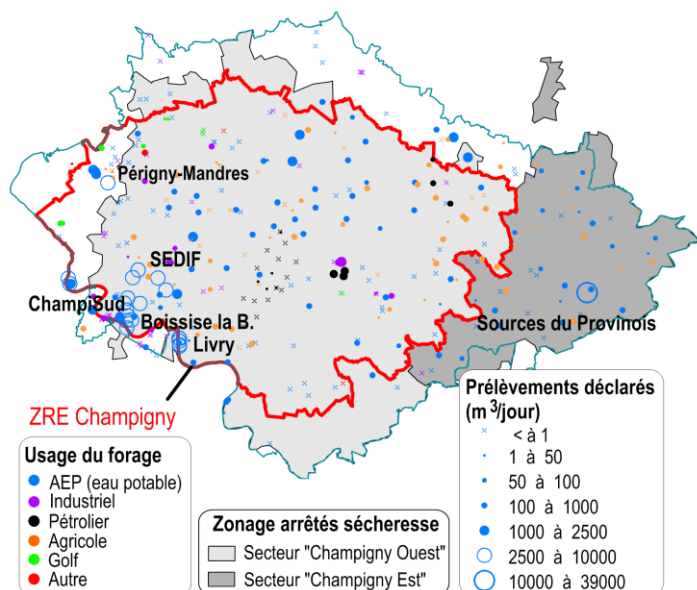 Périgny-Mandres
SEDIF
ChampiSud
Boissise la B.
Livry
Sources du Provinois
ZRE Champigny
Usage du forage
AEP (eau potable)
Industriel
Pétrolier
Agricole
Golf
Autre
Zonage arrêtés sécheresse
Secteur "Champigny Ouest"
Secteur "Champigny Est"
Prélèvements déclarés
(m³/jour)
< à 1
1 à 50
50 à 100
100 à 1000
1000 à 2500
2500 à 10000
10000 à 39000